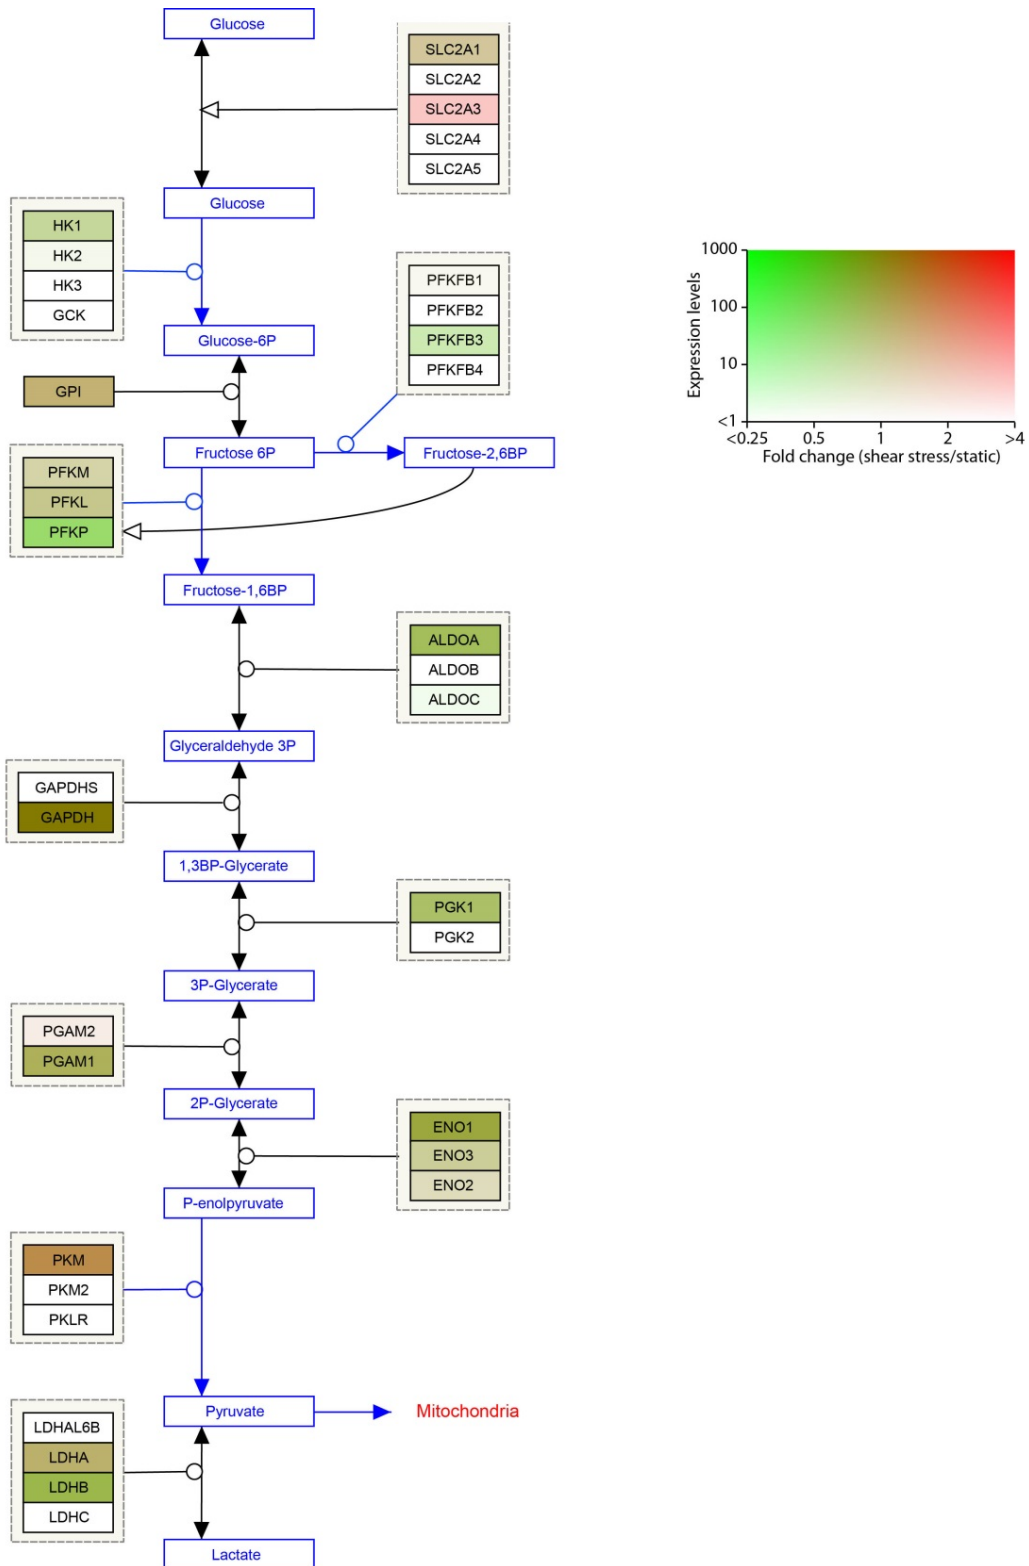 Glucose
SLC2A1
SLC2A2
SLC2A3
SLC2A4
SLC2A5
Glucose
HK1
HK2
HK3
GCK
PFKFB1
PFKFB2
PFKFB3
PFKFB4
Glucose-6P
GPI
Fructose 6P
Fructose-2,6BP
PFKM
PFKL
PFKP
Fructose-1,6BP
ALDOA
ALDOB
ALDOC
Glyceraldehyde 3P
GAPDHS
GAPDH
1,3BP-Glycerate
PGK1
PGK2
3P-Glycerate
PGAM2
PGAM1
2P-Glycerate
ENO1
ENO3
ENO2
P-enolpyruvate
PKM
PKM2
PKLR
Pyruvate
Mitochondria
LDHAL6B
LDHA
LDHB
LDHC
Lactate
Expression levels
1000
100
10
<1
<0.25 0.5 1 2 >4
Fold change (shear stress/static)